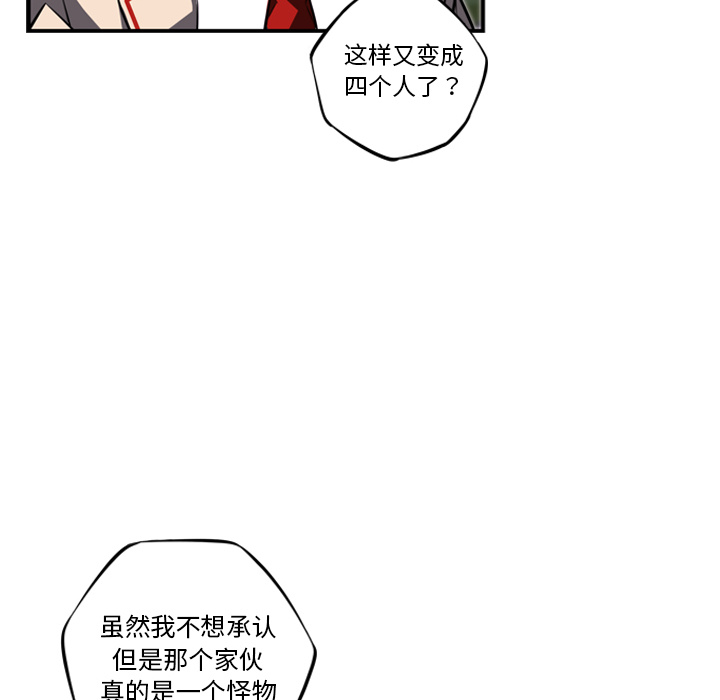 这样又变成
四个人了？
虽然我不想承认
但是那个家伙
真的是一个怪物